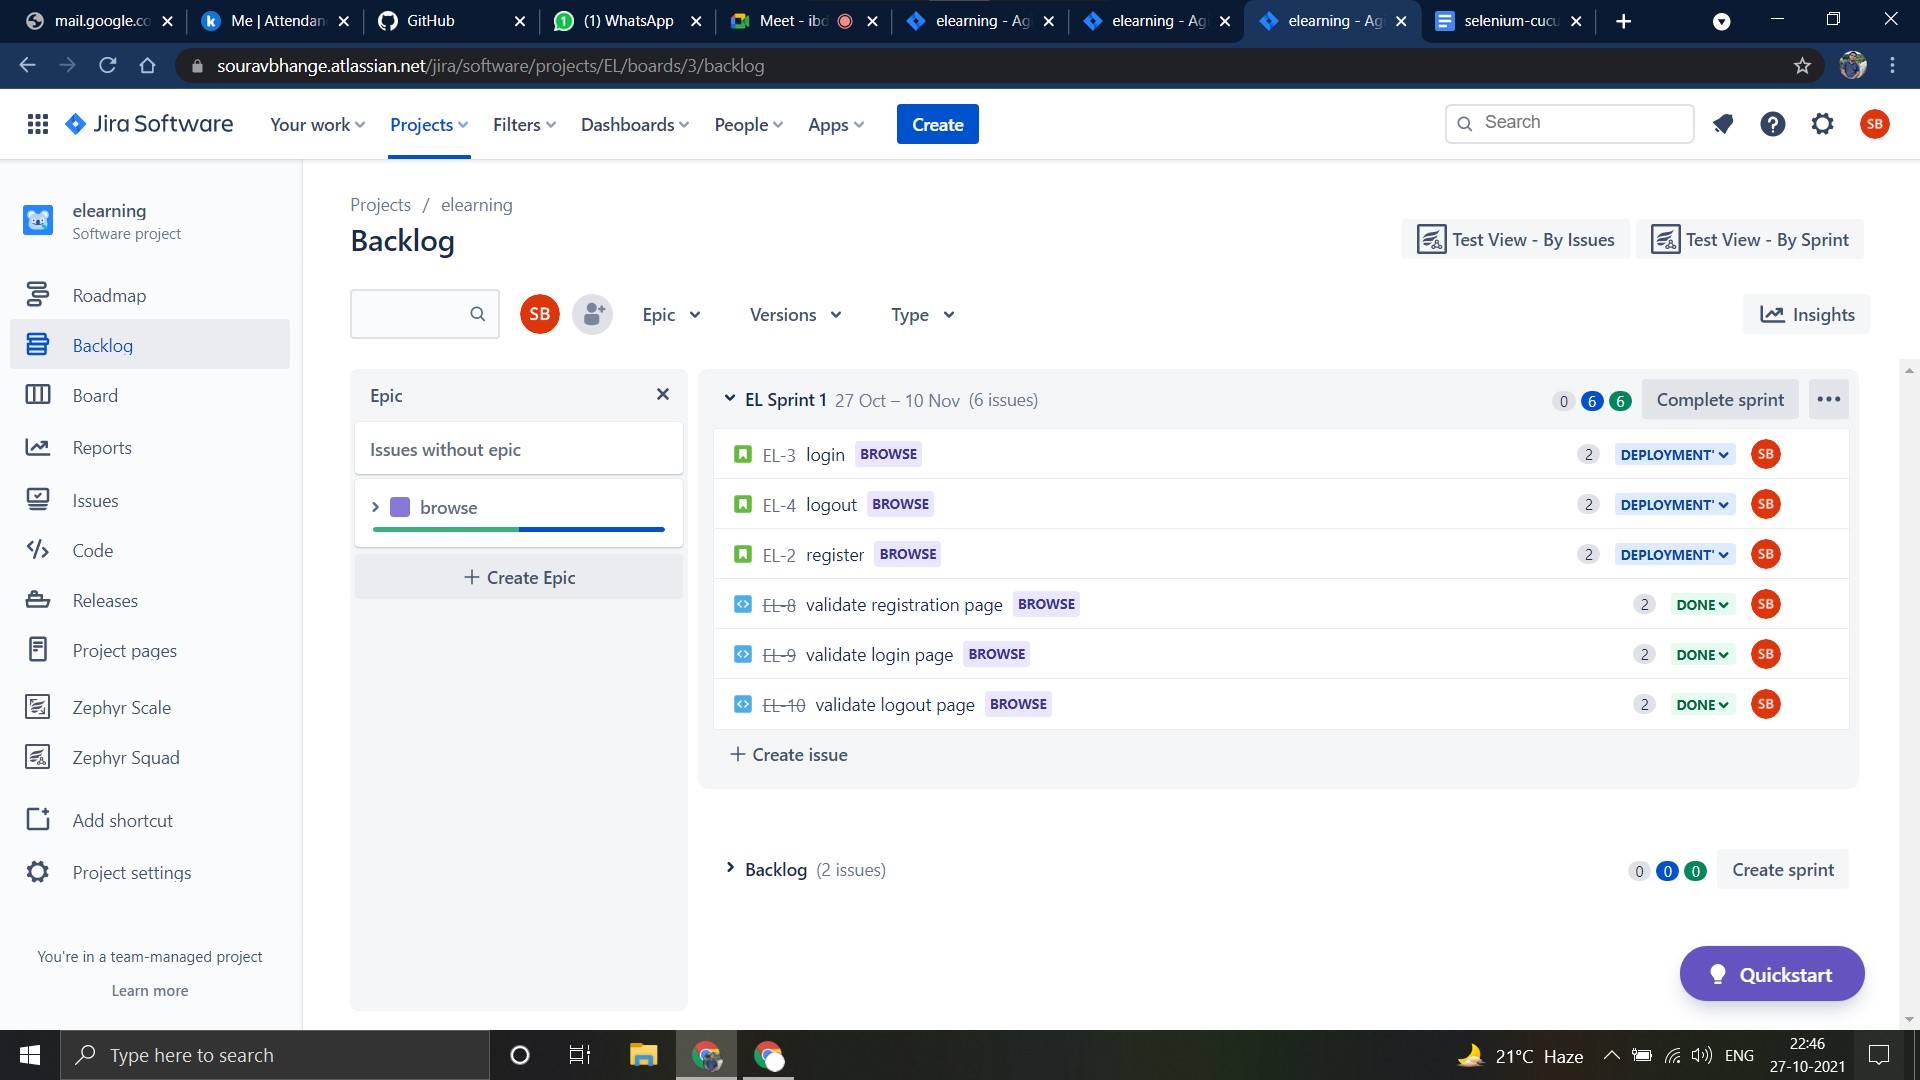 mail.google.co
Me | Attendan
GitHub
(1) WhatsApp
Meet - ibd
elearning - Ag
elearning - Ag
elearning - Ag
selenium-cucu
souravbhange.atlassian.net/jira/software/projects/EL/boards/3/backlog
Jira Software
Your work
Projects
Filters
Dashboards
People
Apps
Create
Search
SB
elearning
Software project
Roadmap
Backlog
Board
Reports
Issues
Code
Releases
Project pages
Zephyr Scale
Zephyr Squad
Add shortcut
Project settings
You're in a team-managed project
Learn more
Projects / elearning
Backlog
Test View - By Issues
Test View - By Sprint
SB
Epic
Versions
Type
Insights
Epic
Issues without epic
browse
+ Create Epic
EL Sprint 1 27 Oct – 10 Nov (6 issues)
0 6 6
Complete sprint
EL-3 login BROWSE 2 DEPLOYMENT' SB
EL-4 logout BROWSE 2 DEPLOYMENT' SB
EL-2 register BROWSE 2 DEPLOYMENT' SB
EL-8 validate registration page BROWSE 2 DONE SB
EL-9 validate login page BROWSE 2 DONE SB
EL-10 validate logout page BROWSE 2 DONE SB
+ Create issue
Backlog (2 issues)
0 0 0
Create sprint
Quickstart
Type here to search
21°C Haze
ENG
22:46
27-10-2021